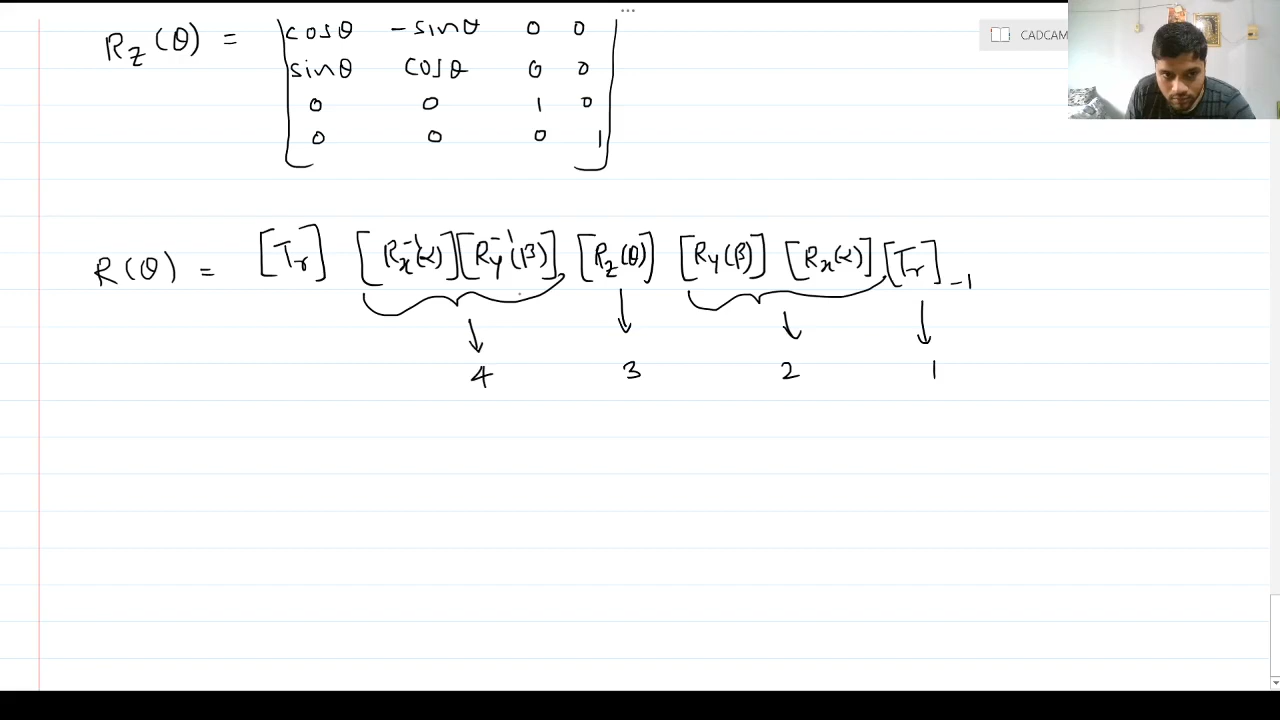 CADCAM
R_Z(θ) = [cosθ -sinθ 0 0
sinθ cosθ 0 0
0 0 1 0
0 0 0 1]
R(θ) = [Tr] [Rx^-1(α)][Ry^-1(β)] [Rz(θ)] [Ry(β)] [Rx(α)] [Tr]-1
4 3 2 1